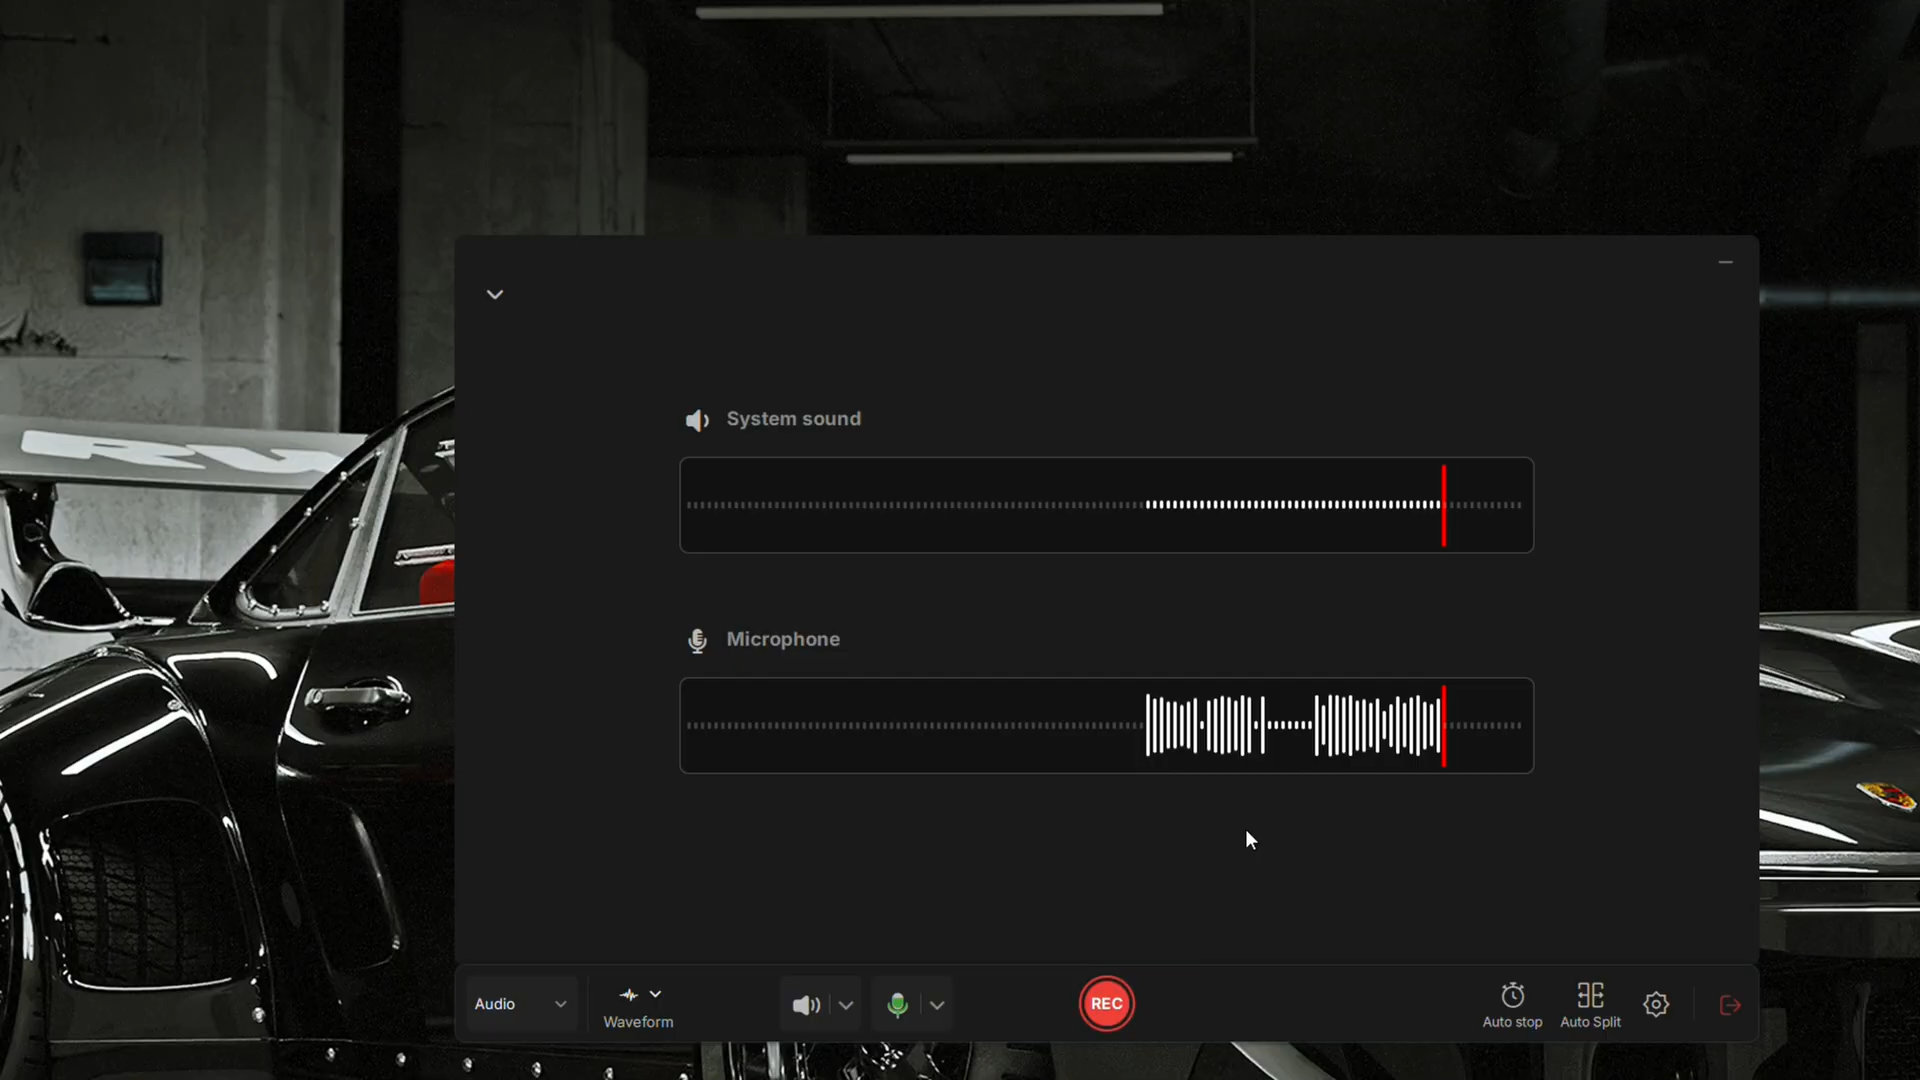 System sound
Microphone
Audio
Waveform
REC
Auto stop
Auto Split